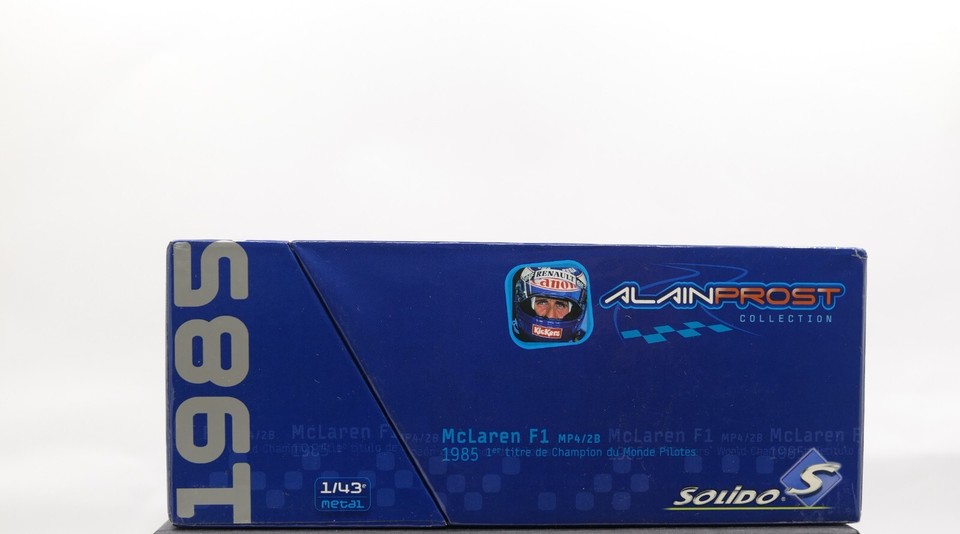 1985
RENAULT
Canon
KicKers
ALAINPROST
COLLECTION
McLaren F1 MP4/2B McLaren F1 MP4/2B McLaren F1 MP4/2B McLaren F
1985 1er titre de Champion du Monde Pilotes
1/43e
metal
SOLIDO
S